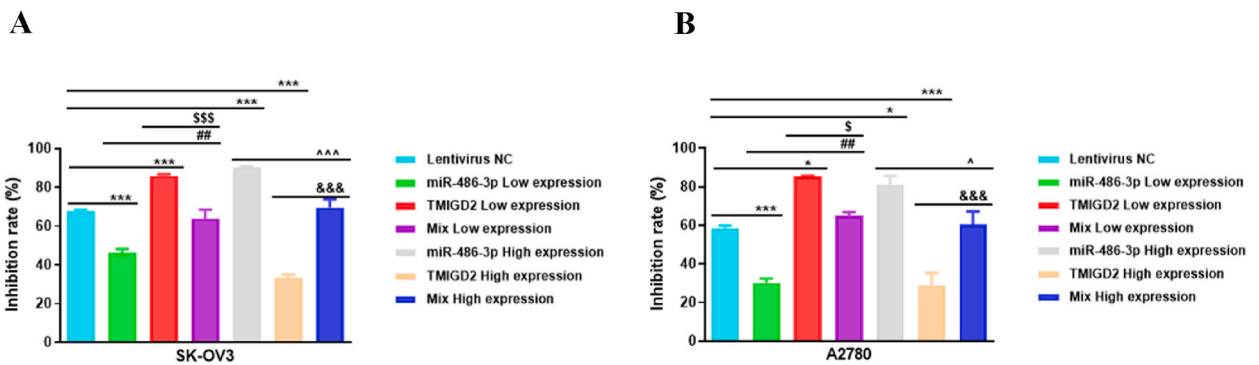 A
B
***
***
$$$
##
***
^^^
***
&&&
100
80
60
40
20
0
Inhibition rate (%)
SK-OV3
Lentivirus NC
miR-486-3p Low expression
TMIGD2 Low expression
Mix Low expression
miR-486-3p High expression
TMIGD2 High expression
Mix High expression
***
*
$
##
*
^
***
&&&
100
80
60
40
20
0
Inhibition rate (%)
A2780
Lentivirus NC
miR-486-3p Low expression
TMIGD2 Low expression
Mix Low expression
miR-486-3p High expression
TMIGD2 High expression
Mix High expression